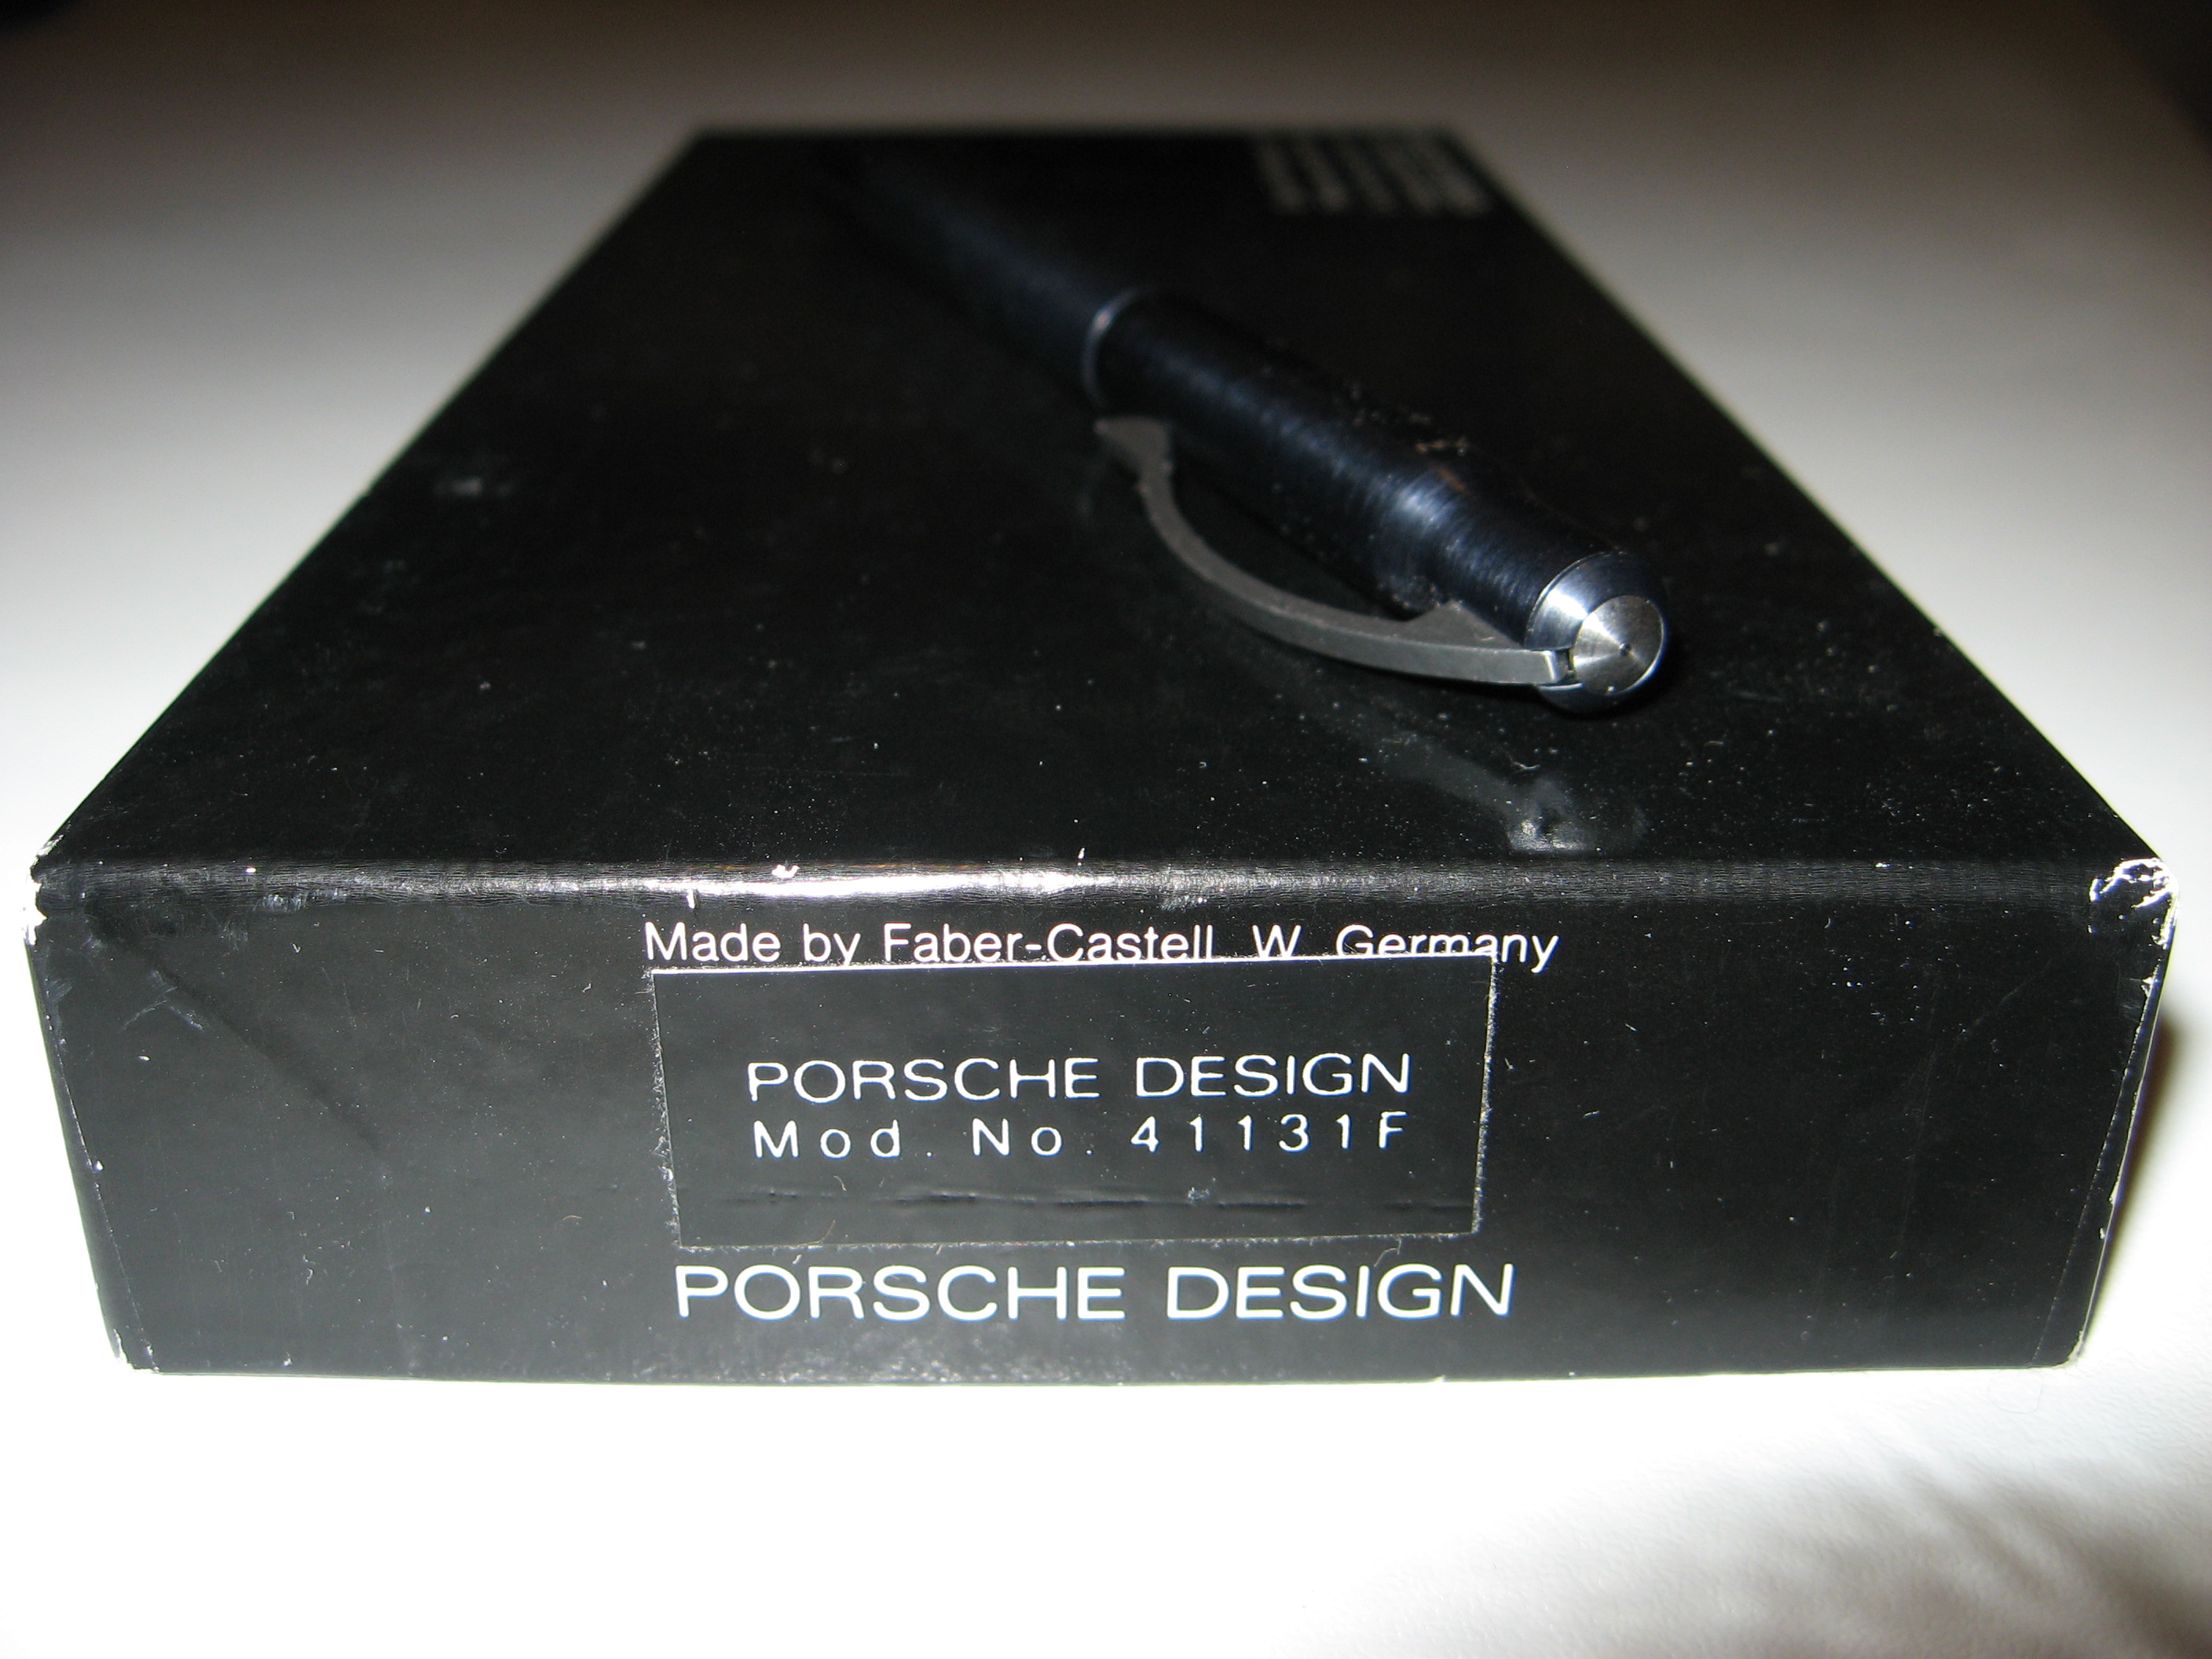 Made by Faber-Castell W. Germany
PORSCHE DESIGN
Mod. No. 41131F
PORSCHE DESIGN